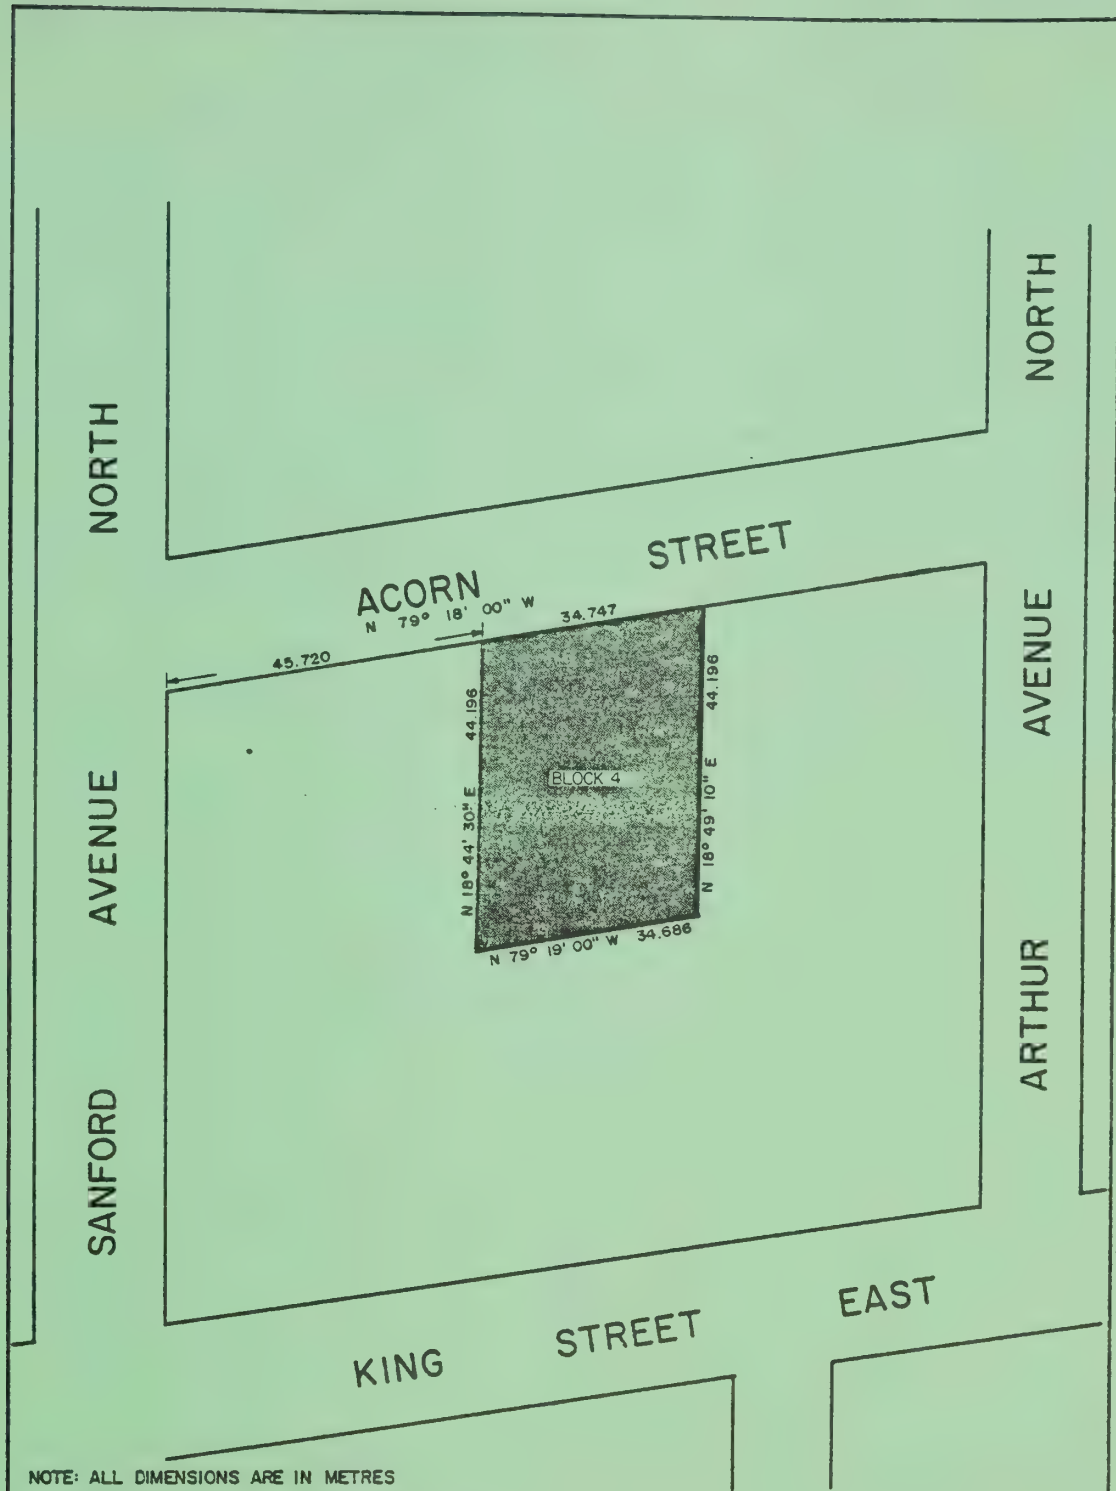 NORTH
AVENUE
SANFORD
NORTH
AVENUE
ARTHUR
ACORN STREET
N 79° 18' 00" W
45.720
34.747
44.196
N 18° 44' 30" E
BLOCK 4
44.196
N 18° 49' 10" E
N 79° 19' 00" W 34.686
KING STREET EAST
NOTE: ALL DIMENSIONS ARE IN METRES